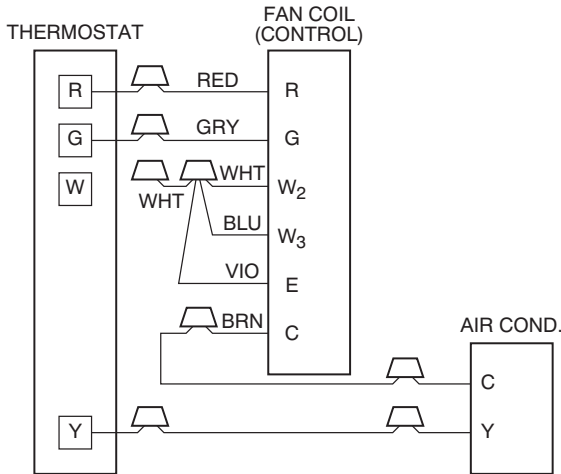 FAN COIL
(CONTROL)
THERMOSTAT
R RED R
G GRY G
W WHT WHT W2
BLU W3
VIO E
BRN C
AIR COND.
C
Y Y